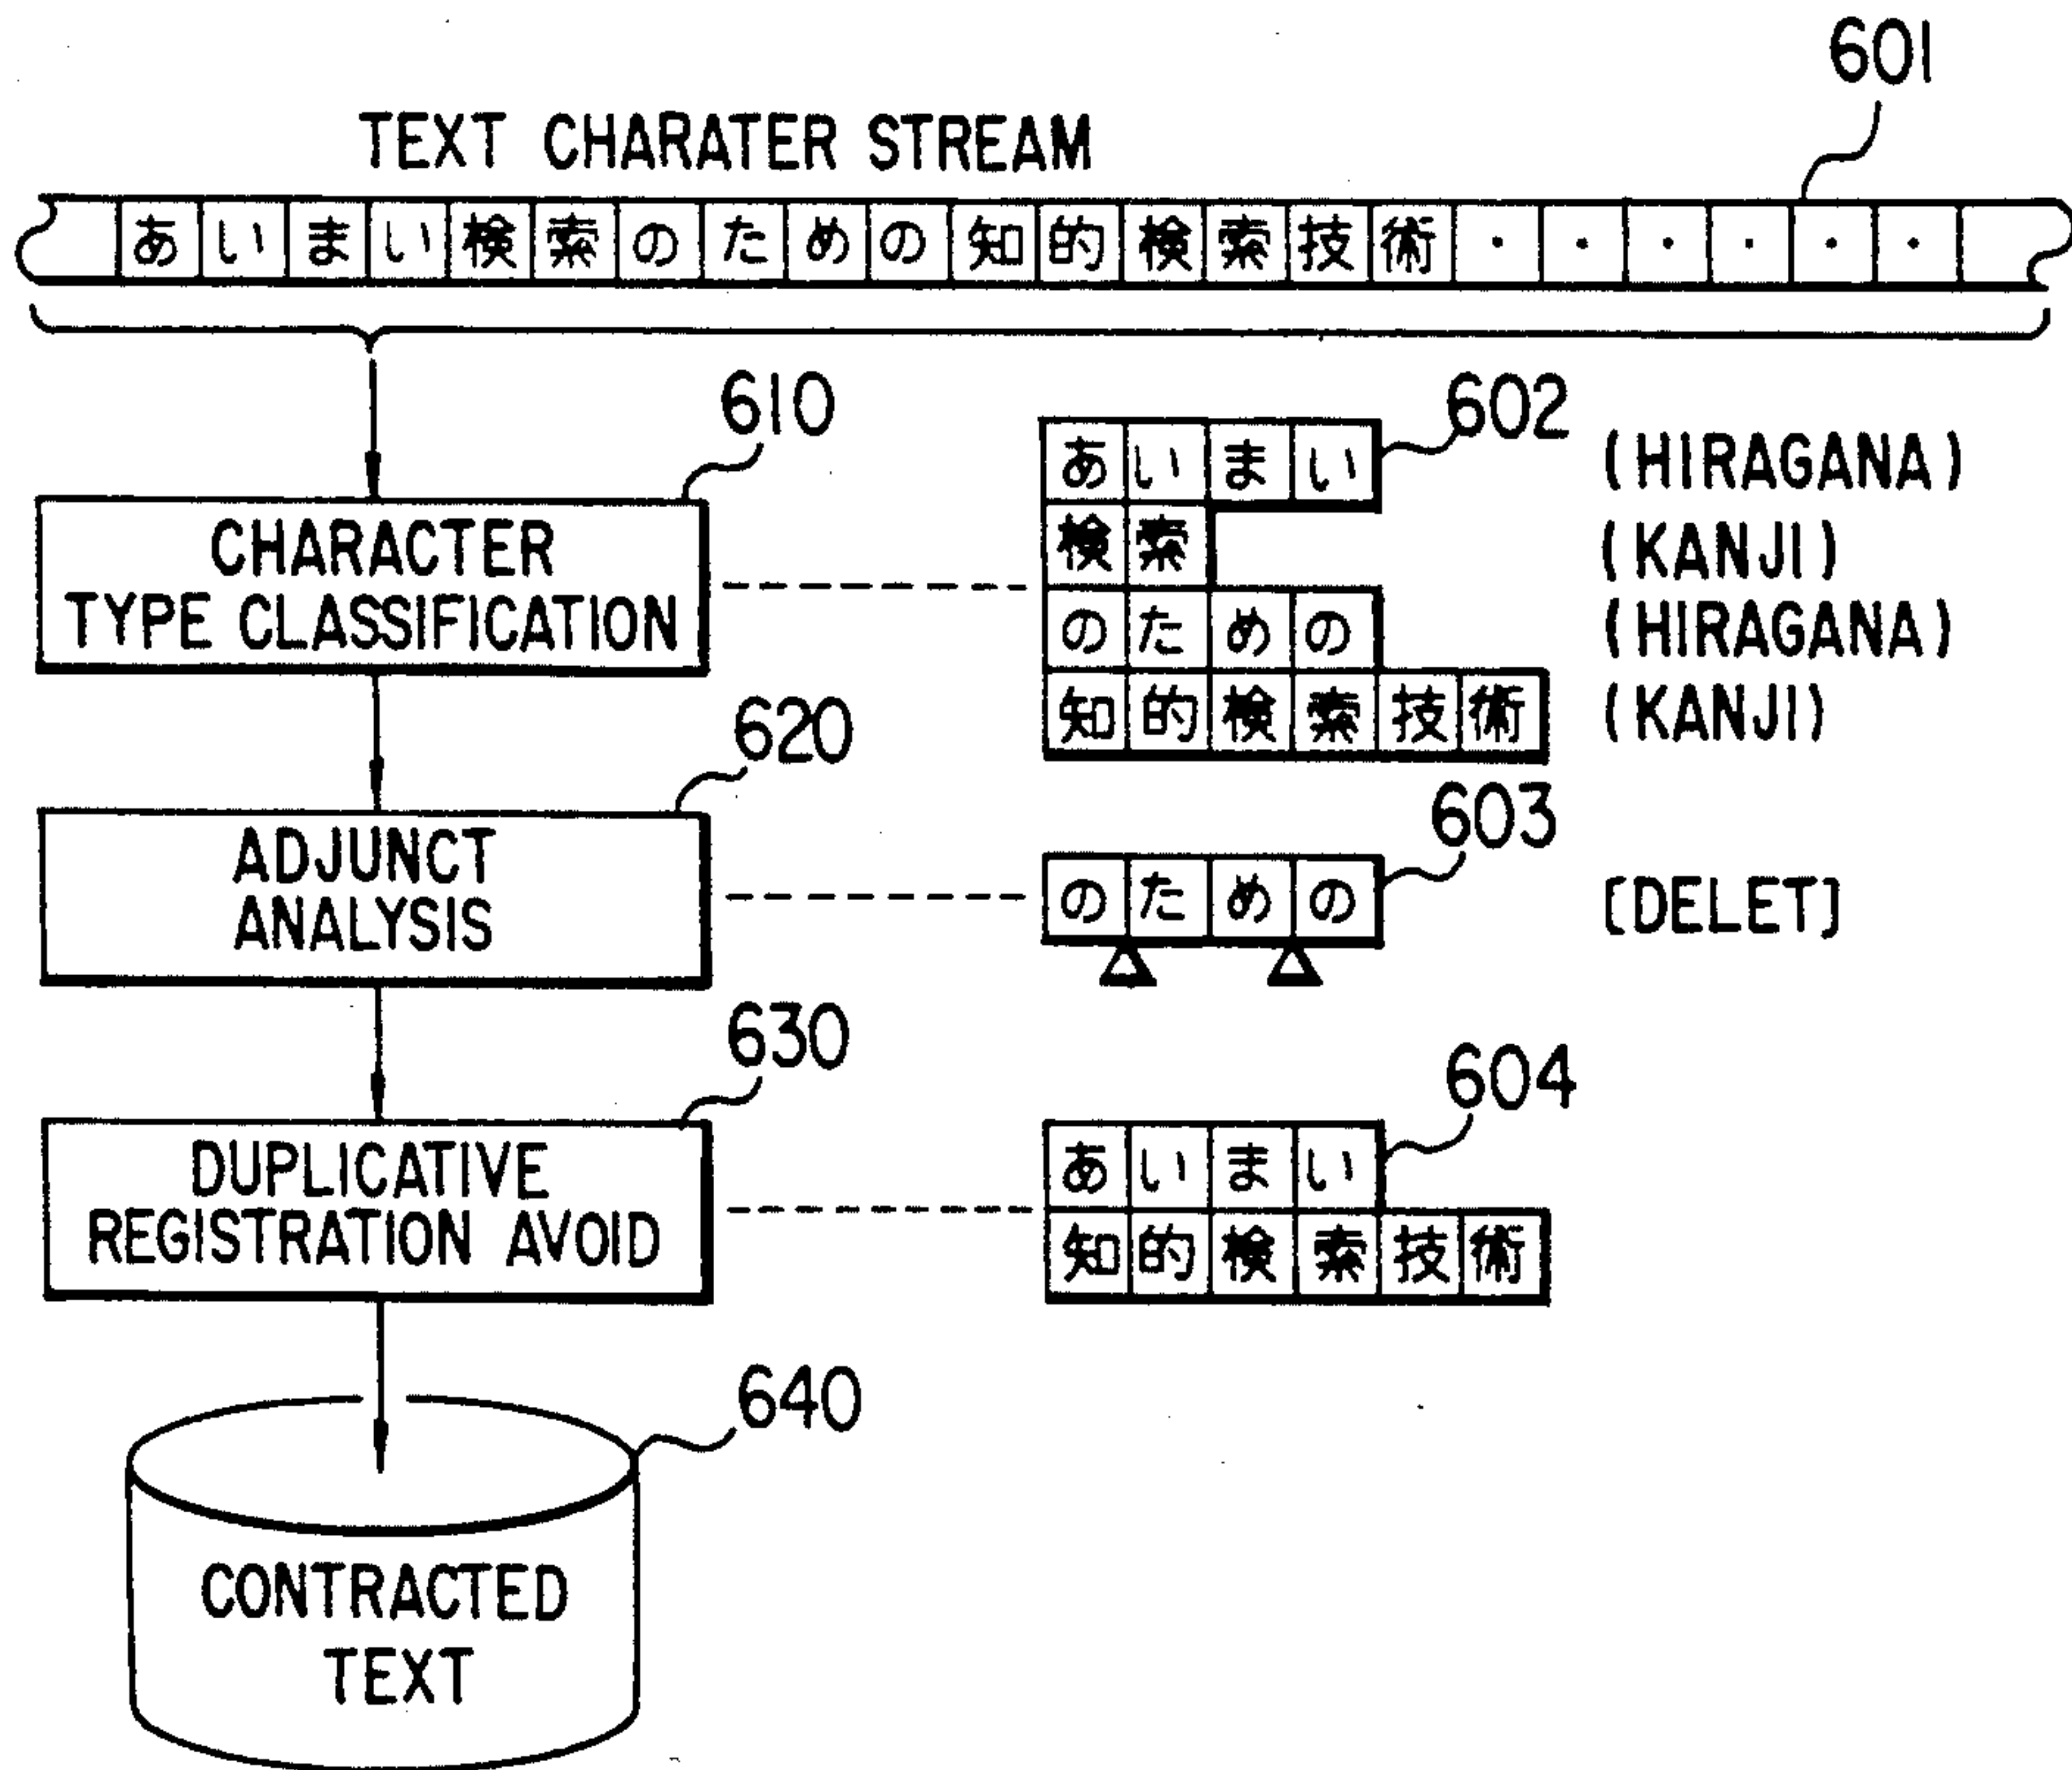 601
TEXT CHARATER STREAM
あいまい検索のための知的検索技術・・・・・・
610
602
CHARACTER
TYPE CLASSIFICATION
あいまい (HIRAGANA)
検索 (KANJI)
のための (HIRAGANA)
知的検索技術 (KANJI)
620
603
ADJUNCT
ANALYSIS
のための [DELET]
630
604
DUPLICATIVE
REGISTRATION AVOID
あいまい
知的検索技術
640
CONTRACTED
TEXT